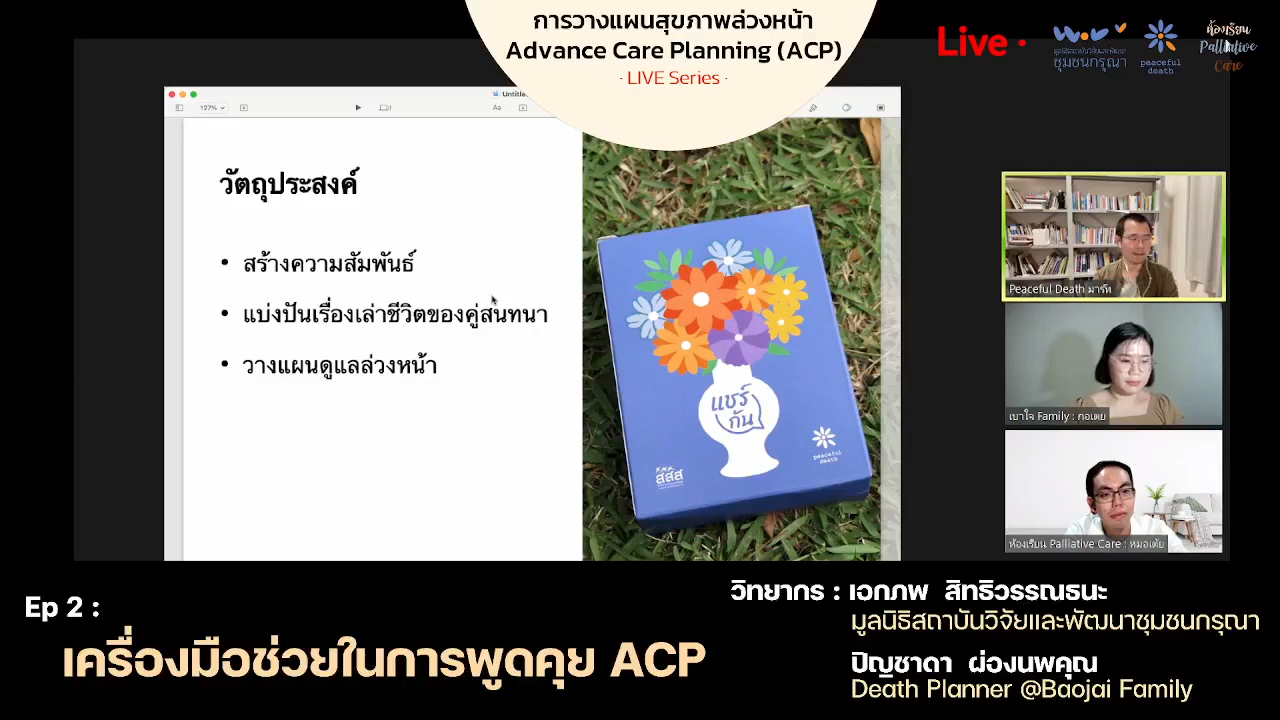 การวางแผนสุขภาพล่วงหน้า
Advance Care Planning (ACP)
· LIVE Series ·
Live
ชุมชนกรุณา
peaceful
death
ห้องเรียน
Palliative
Care
127%
Untitled
วัตถุประสงค์
• สร้างความสัมพันธ์
• แบ่งปันเรื่องเล่าชีวิตของคู่สนทนา
• วางแผนดูแลล่วงหน้า
แชร์
กัน
สสส
peaceful
death
Peaceful Death มาร์ท
เบาใจ Family : กอเตย
ห้องเรียน Palliative Care : หมอเต้ย
Ep 2 :
เครื่องมือช่วยในการพูดคุย ACP
วิทยากร : เอกภพ สิทธิวรรณธนะ
มูลนิธิสถาบันวิจัยและพัฒนาชุมชนกรุณา
ปิญชาดา ผ่องนพคุณ
Death Planner @Baojai Family